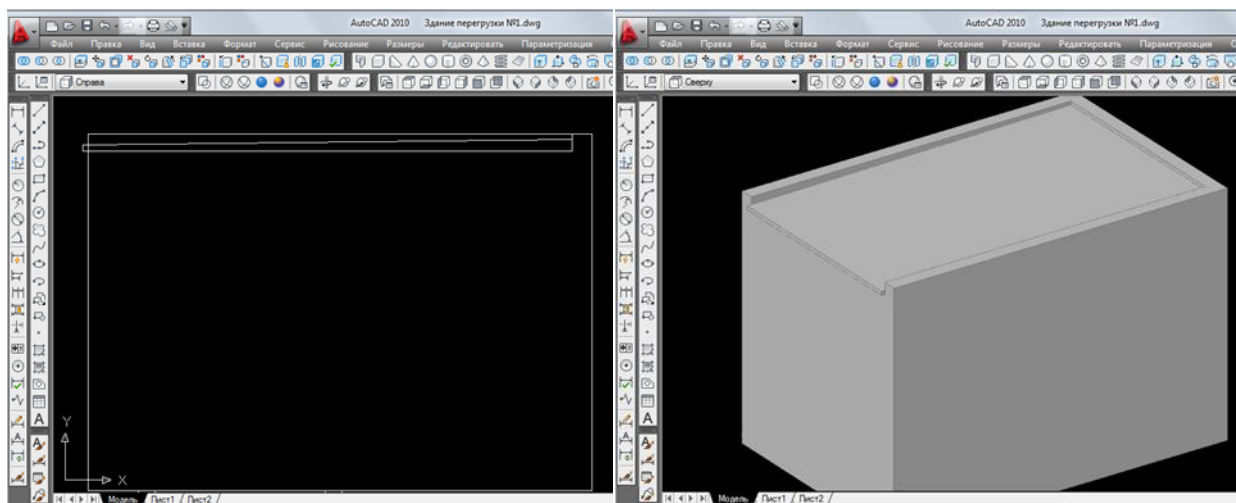 AutoCAD 2010 Здание перегрузки №1.dwg
Файл Правка Вид Вставка Формат Сервис Рисование Размеры Редактировать Параметризация
Справа
Y
X
Модель Лист1 Лист2
AutoCAD 2010 Здание перегрузки №1.dwg
Файл Правка Вид Вставка Формат Сервис Рисование Размеры Редактировать Параметризация
Сверху
Модель Лист1 Лист2